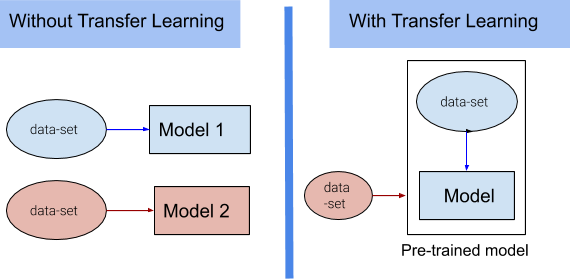 Without Transfer Learning
data-set
Model 1
data-set
Model 2
With Transfer Learning
data-set
data
-set
Model
Pre-trained model